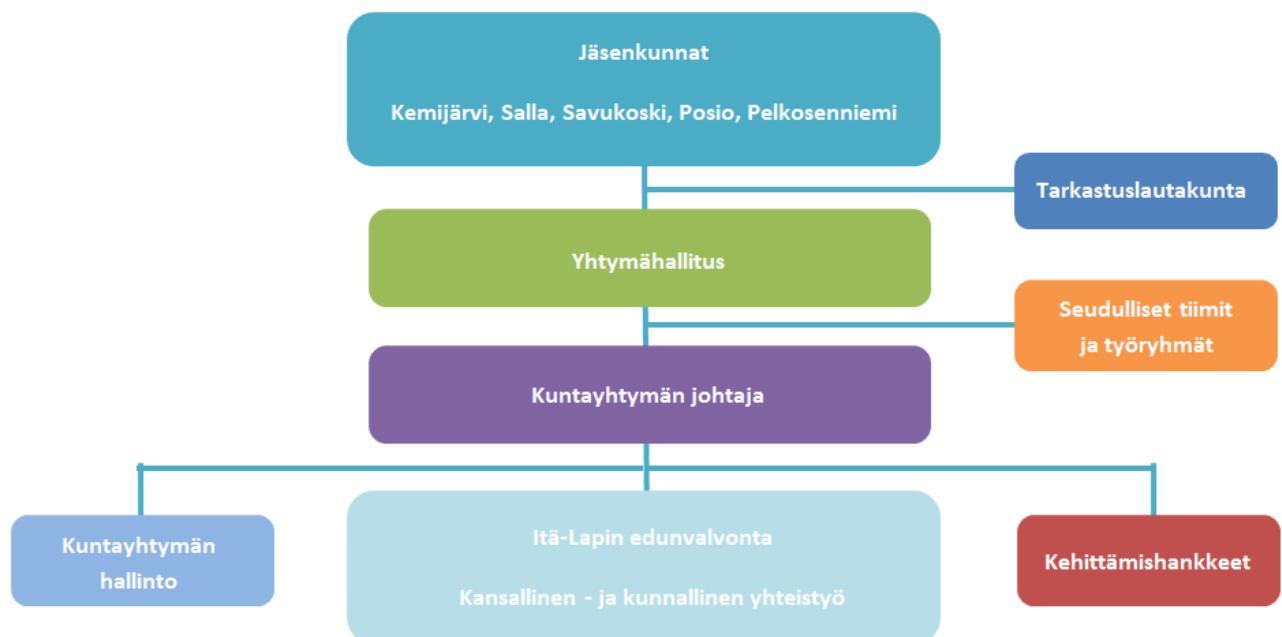 Jäsenkunnat
Kemijärvi, Salla, Savukoski, Posio, Pelkosenniemi
Tarkastuslautakunta
Yhtymähallitus
Seudulliset tiimit
ja työryhmät
Kuntayhtymän johtaja
Kuntayhtymän
hallinto
Itä-Lapin edunvalvonta
Kansallinen - ja kunnallinen yhteistyö
Kehittämishankkeet